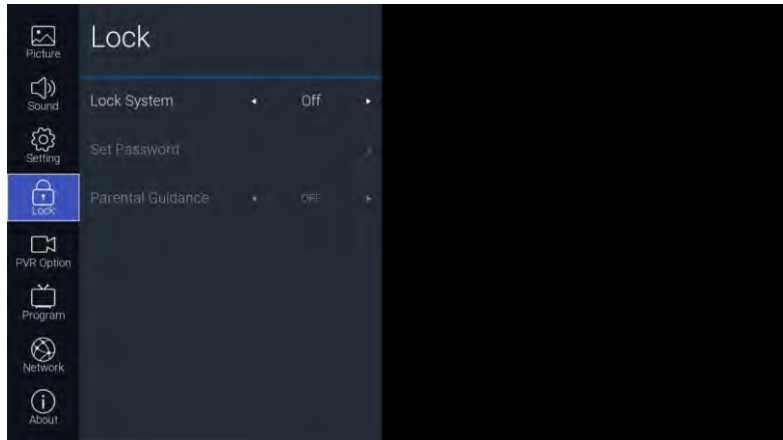 Picture
Sound
Setting
Lock
PVR Option
Program
Network
About
Lock
Lock System Off
Set Password
Parental Guidance OFF